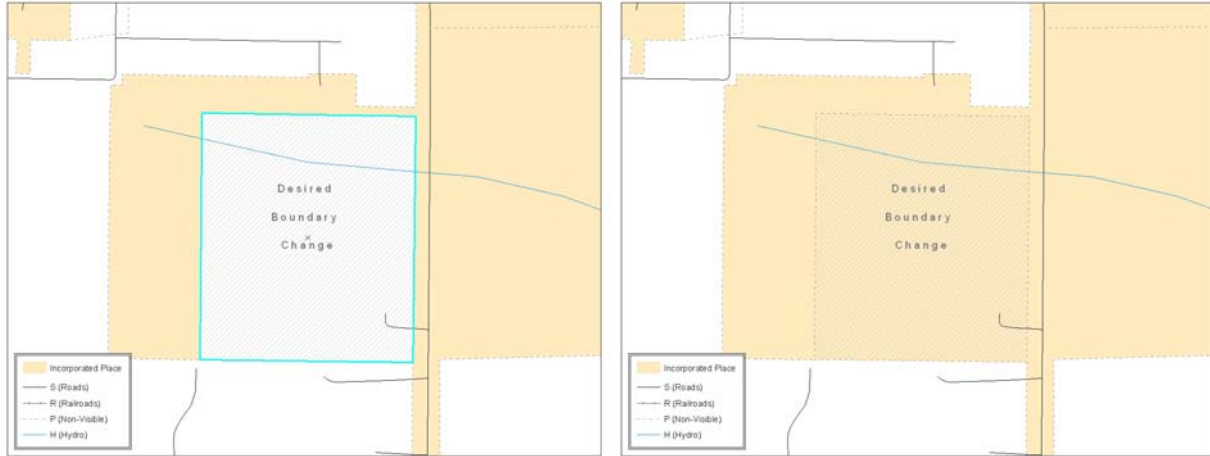 Desired
Boundary
Change
Incorporated Place
S (Roads)
R (Railroads)
P (Non-Visible)
H (Hydro)
Desired
Boundary
Change
Incorporated Place
S (Roads)
R (Railroads)
P (Non-Visible)
H (Hydro)